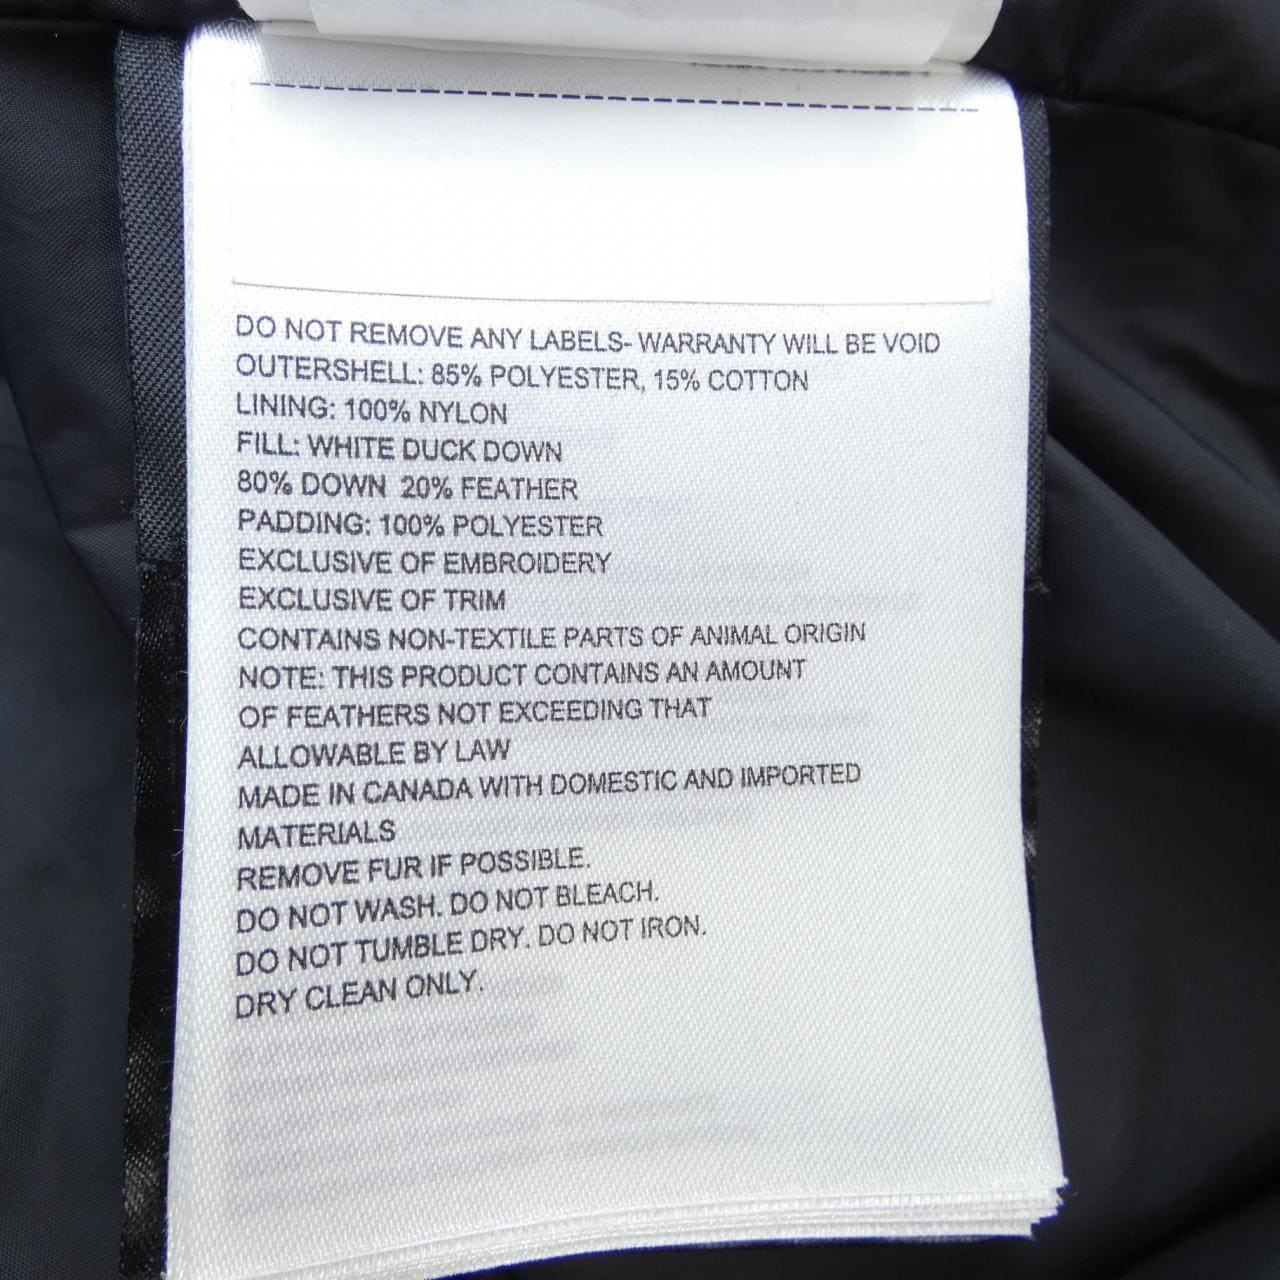 DO NOT REMOVE ANY LABELS- WARRANTY WILL BE VOID
OUTERSHELL: 85% POLYESTER, 15% COTTON
LINING: 100% NYLON
FILL: WHITE DUCK DOWN
80% DOWN  20% FEATHER
PADDING: 100% POLYESTER
EXCLUSIVE OF EMBROIDERY
EXCLUSIVE OF TRIM
CONTAINS NON-TEXTILE PARTS OF ANIMAL ORIGIN
NOTE: THIS PRODUCT CONTAINS AN AMOUNT
OF FEATHERS NOT EXCEEDING THAT
ALLOWABLE BY LAW
MADE IN CANADA WITH DOMESTIC AND IMPORTED
MATERIALS
REMOVE FUR IF POSSIBLE.
DO NOT WASH. DO NOT BLEACH.
DO NOT TUMBLE DRY. DO NOT IRON.
DRY CLEAN ONLY.